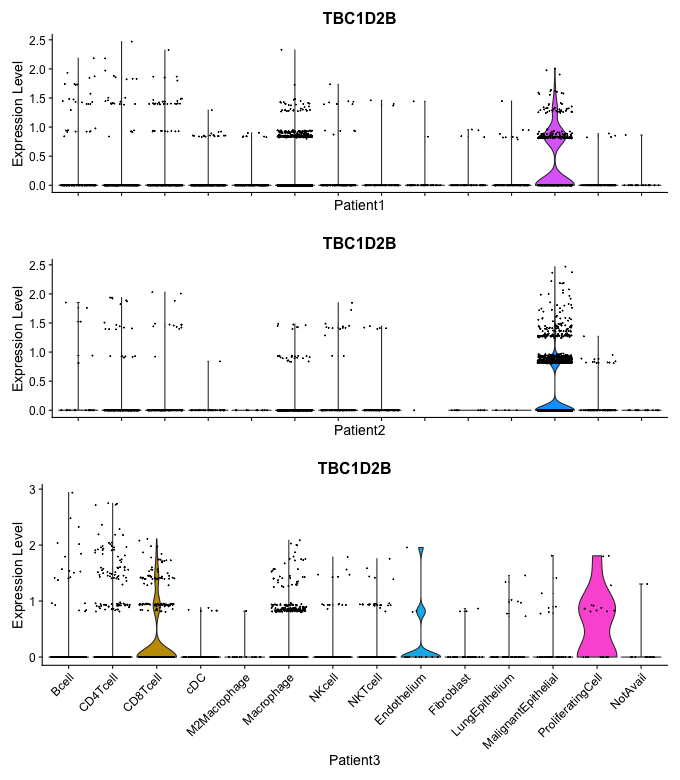 TBC1D2B
Expression Level
2.5
2.0
1.5
1.0
0.5
0.0
Patient1
TBC1D2B
Expression Level
2.5
2.0
1.5
1.0
0.5
0.0
Patient2
TBC1D2B
Expression Level
3
2
1
0
Bcell
CD4Tcell
CD8Tcell
cDC
M2Macrophage
Macrophage
NKcell
NKTcell
Endothelium
Fibroblast
LungEpithelium
MalignantEpithelial
ProliferatingCell
NotAvail
Patient3